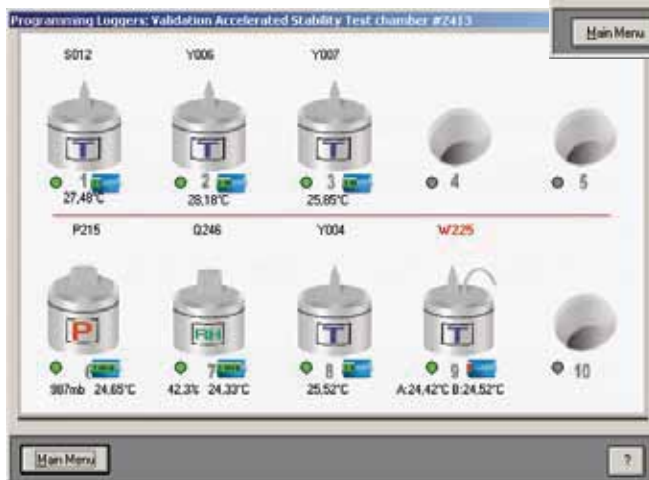 Programming Loggers: Validation Accelerated Stability Test chamber #2413
Main Menu
S012 Y006 Y007
T T T
1 2 3 4 5
27,48°C 28,18°C 25,85°C
P215 Q246 Y004 W225
P RH T T
6 7 8 9 10
987mb 24,65°C 42,3% 24,33°C 25,52°C A:24,42°C B:24,52°C
Main Menu ?